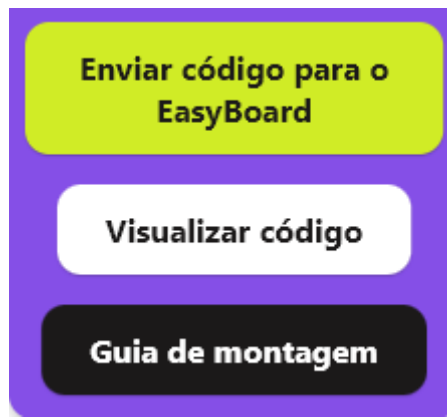 Enviar código para o
EasyBoard
Visualizar código
Guia de montagem